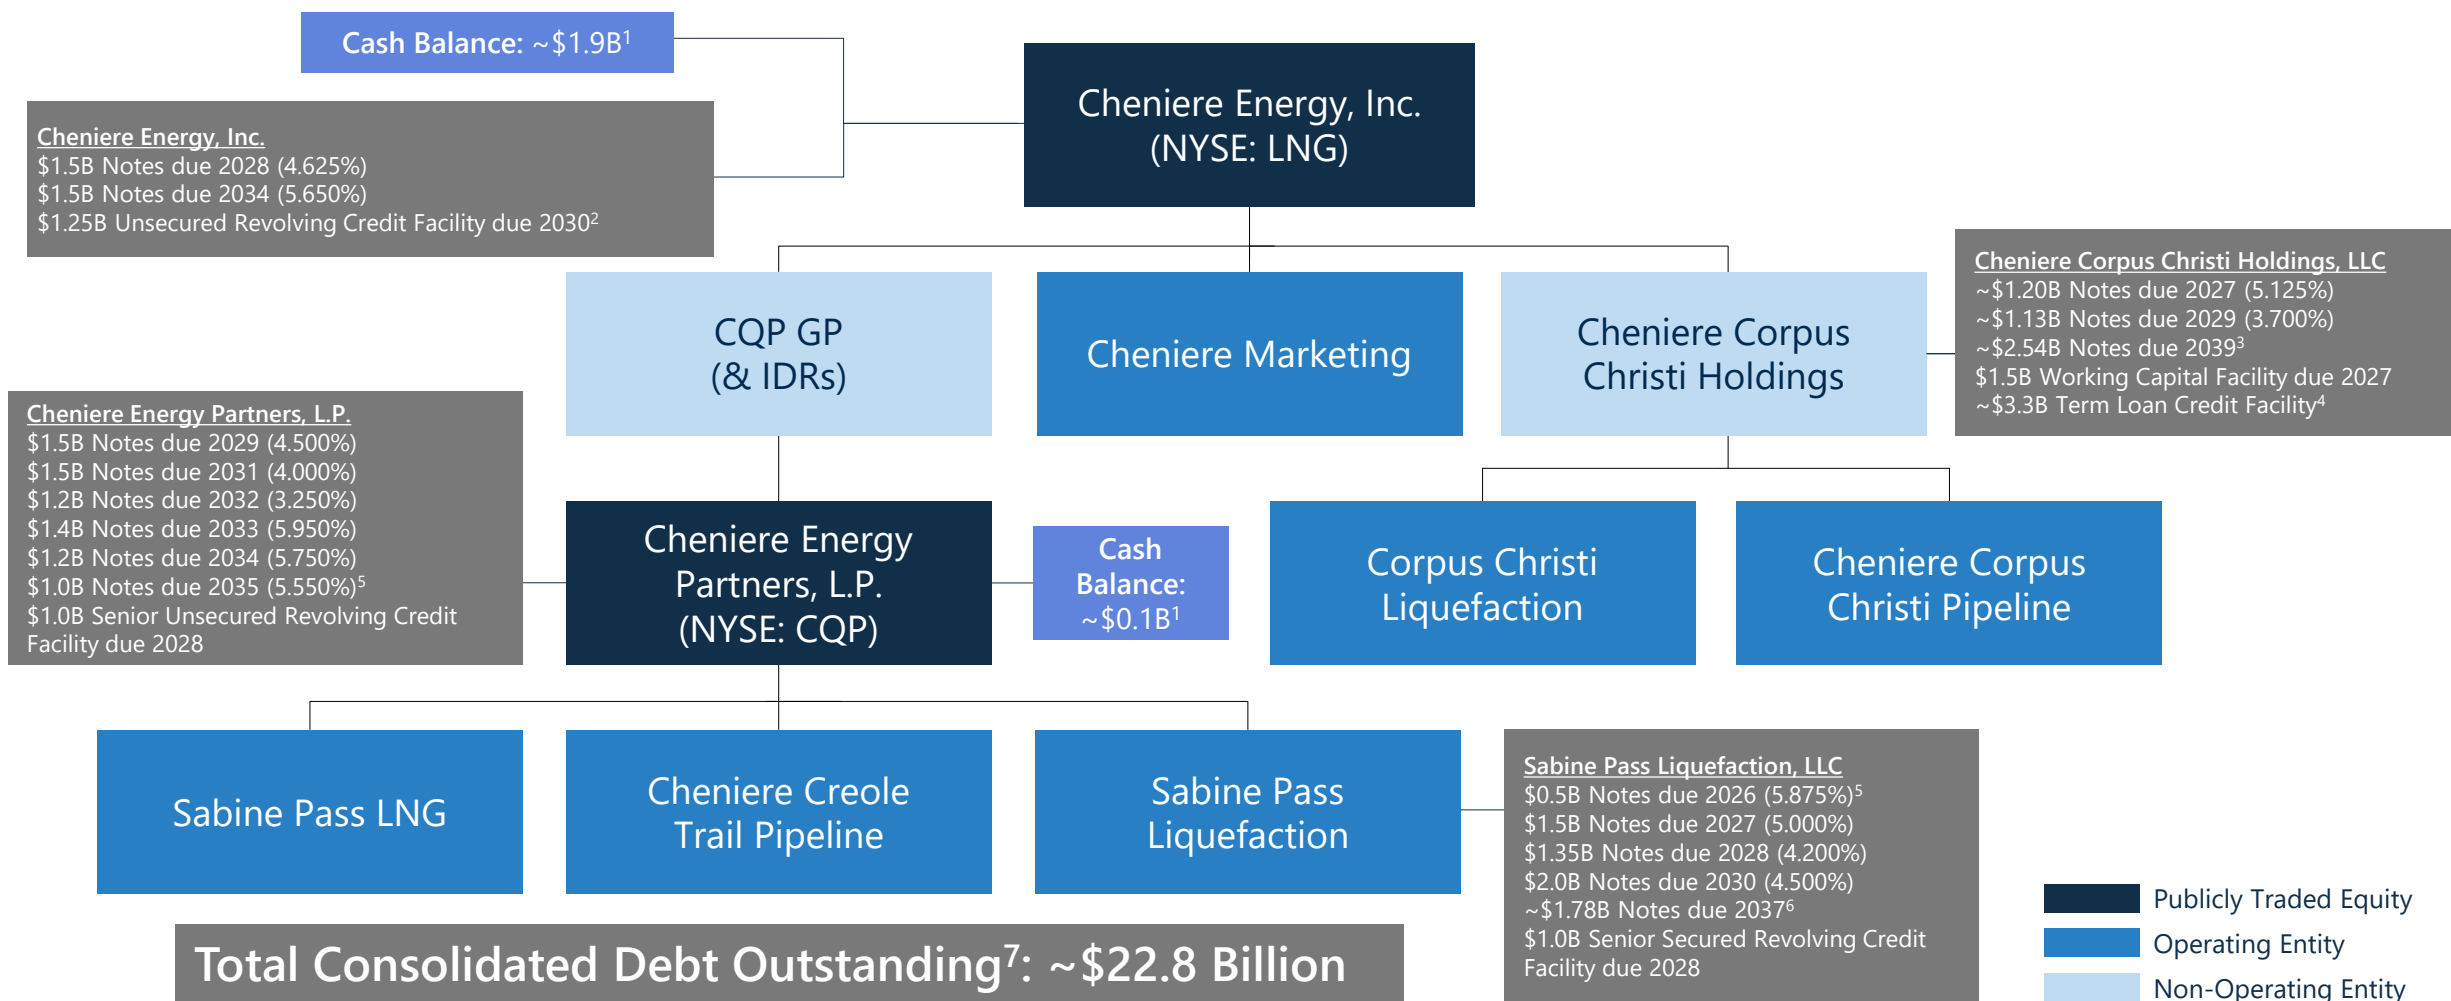 Cash Balance: ~$1.9B¹
Cheniere Energy, Inc.
(NYSE: LNG)
Cheniere Energy, Inc.
$1.5B Notes due 2028 (4.625%)
$1.5B Notes due 2034 (5.650%)
$1.25B Unsecured Revolving Credit Facility due 2030²
CQP GP
(& IDRs)
Cheniere Marketing
Cheniere Corpus
Christi Holdings
Cheniere Corpus Christi Holdings, LLC
~$1.20B Notes due 2027 (5.125%)
~$1.13B Notes due 2029 (3.700%)
~$2.54B Notes due 2039³
$1.5B Working Capital Facility due 2027
~$3.3B Term Loan Credit Facility⁴
Cheniere Energy Partners, L.P.
$1.5B Notes due 2029 (4.500%)
$1.5B Notes due 2031 (4.000%)
$1.2B Notes due 2032 (3.250%)
$1.4B Notes due 2033 (5.950%)
$1.2B Notes due 2034 (5.750%)
$1.0B Notes due 2035 (5.550%)⁵
$1.0B Senior Unsecured Revolving Credit
Facility due 2028
Cheniere Energy
Partners, L.P.
(NYSE: CQP)
Cash
Balance:
~$0.1B¹
Corpus Christi
Liquefaction
Cheniere Corpus
Christi Pipeline
Sabine Pass LNG
Cheniere Creole
Trail Pipeline
Sabine Pass
Liquefaction
Sabine Pass Liquefaction, LLC
$0.5B Notes due 2026 (5.875%)⁵
$1.5B Notes due 2027 (5.000%)
$1.35B Notes due 2028 (4.200%)
$2.0B Notes due 2030 (4.500%)
~$1.78B Notes due 2037⁶
$1.0B Senior Secured Revolving Credit
Facility due 2028
Total Consolidated Debt Outstanding⁷: ~$22.8 Billion
Publicly Traded Equity
Operating Entity
Non-Operating Entity